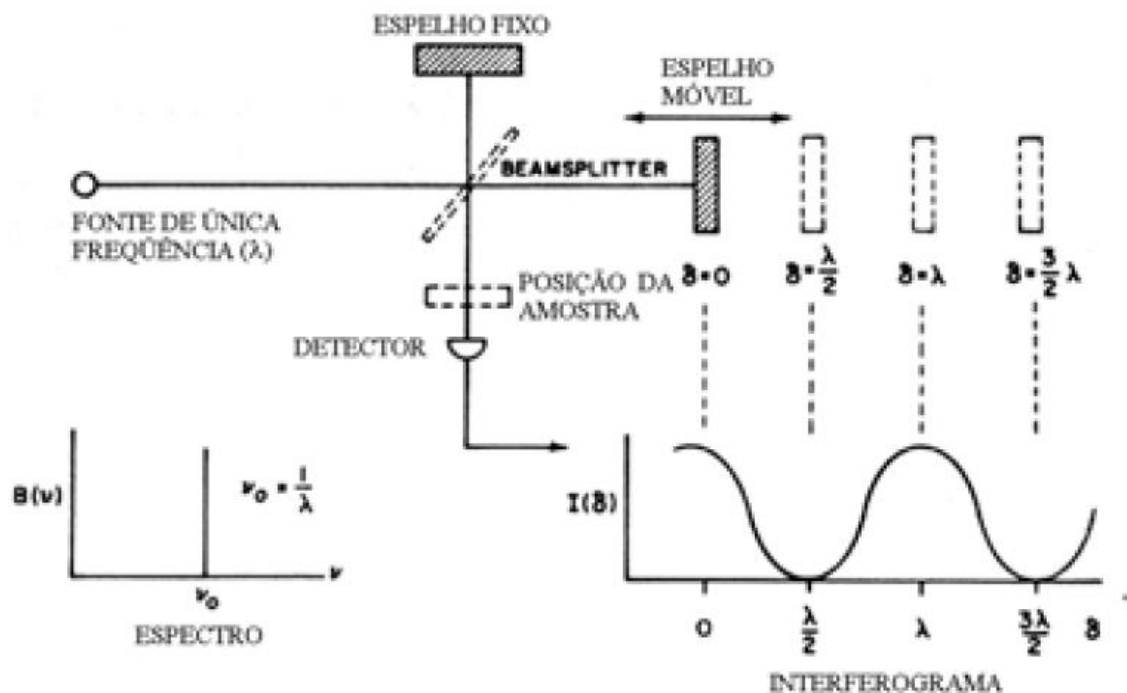 ESPELHO FIXO
ESPELHO
MÓVEL
BEAMSPLITTER
FONTE DE ÚNICA
FREQÜÊNCIA (λ)
δ=0
δ=λ/2
δ=λ
δ=3/2 λ
POSIÇÃO DA
AMOSTRA
DETECTOR
B(ν)
ν₀ = 1/λ
ν
ν₀
ESPECTRO
I(δ)
0
λ/2
λ
3λ/2
δ
INTERFEROGRAMA